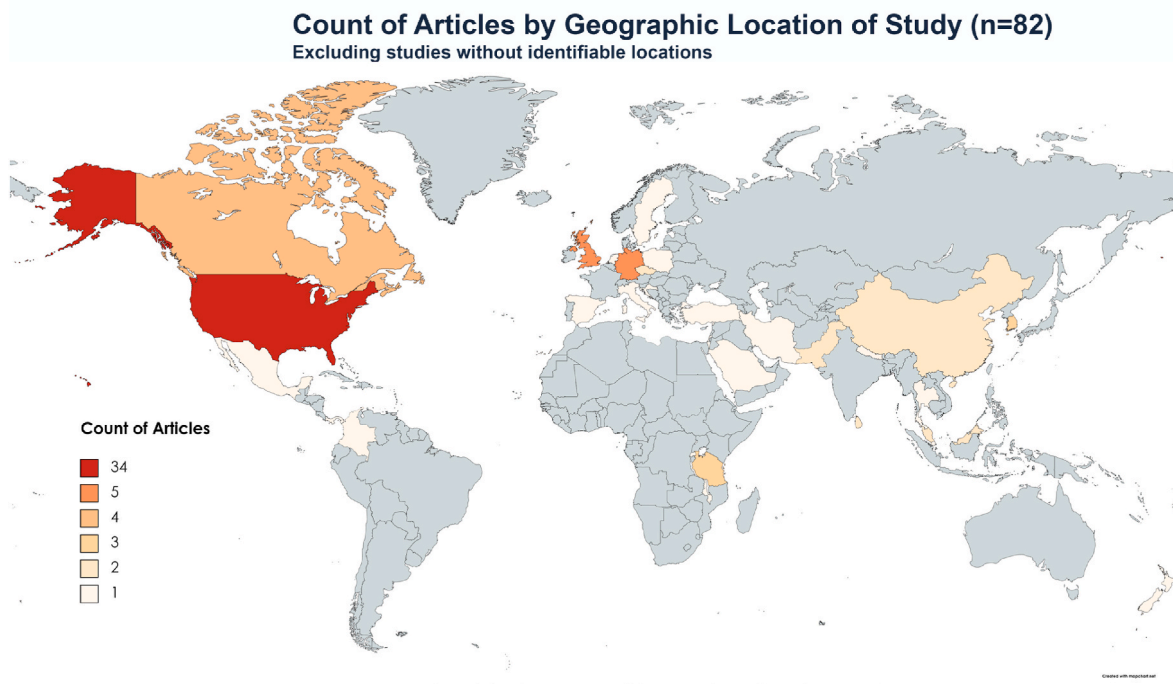 Count of Articles by Geographic Location of Study (n=82)
Excluding studies without identifiable locations
Count of Articles
34
5
4
3
2
1
Created with mapchart.net